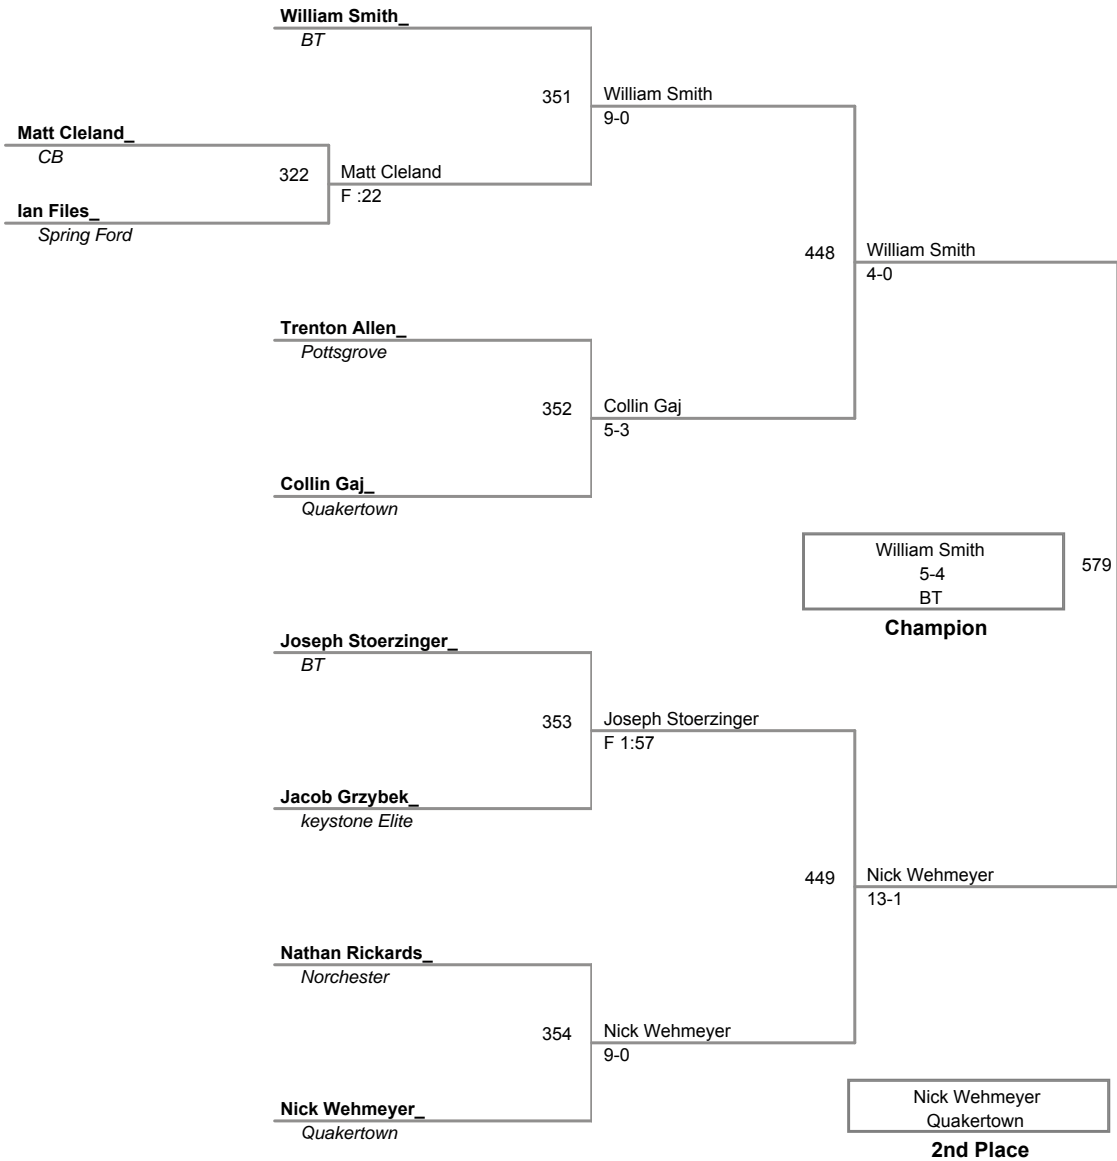 William Smith_
BT
351
William Smith
9-0
Matt Cleland_
CB
322
Matt Cleland
F :22
Ian Files_
Spring Ford
448
William Smith
4-0
Trenton Allen_
Pottsgrove
352
Collin Gaj
5-3
Collin Gaj_
Quakertown
William Smith
5-4
BT
579
Champion
Joseph Stoerzinger_
BT
353
Joseph Stoerzinger
F 1:57
Jacob Grzybek_
keystone Elite
449
Nick Wehmeyer
13-1
Nathan Rickards_
Norchester
354
Nick Wehmeyer
9-0
Nick Wehmeyer_
Quakertown
Nick Wehmeyer
Quakertown
2nd Place